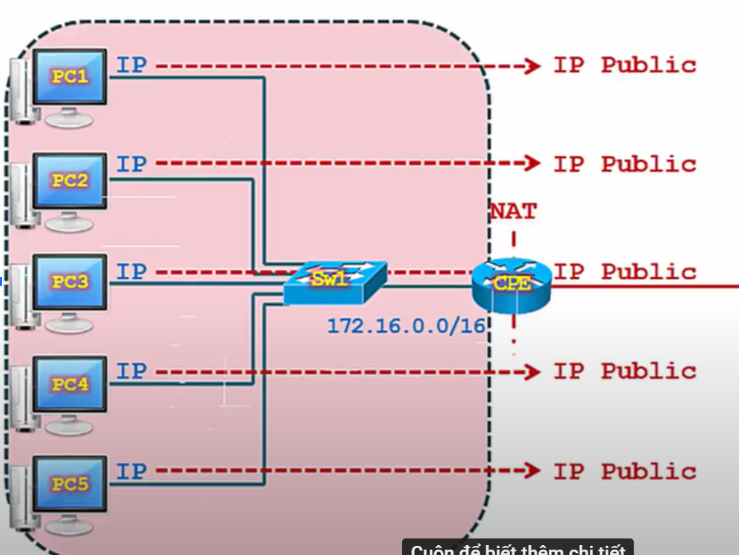 PC1 IP IP Public
PC2 IP IP Public
NAT
PC3 IP Sw1 CPE IP Public
172.16.0.0/16
PC4 IP IP Public
PC5 IP IP Public
Cuộn để biết thêm chi tiết